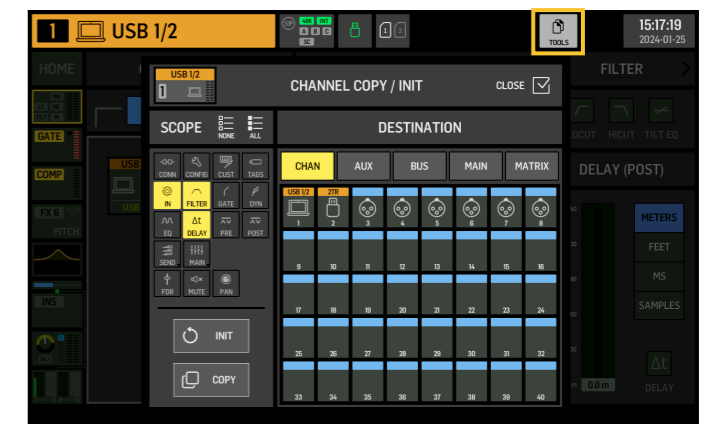 1 USB 1/2
SIP 48K INT
A B C
SC
1 2
TOOLS
15:17:19
2024-01-25
HOME
FILTER
USB 1/2
1
CHANNEL COPY / INIT
CLOSE
LOCUT HICUT TILT EQ
GATE
SCOPE
NONE
ALL
DESTINATION
COMP
USB
USB
DELAY (POST)
CONN CONFIG CUST TAGS
IN FILTER GATE DYN
EQ Δt DELAY PRE POST
SEND MAIN
FDR MUTE PAN
CHAN AUX BUS MAIN MATRIX
USB 1/2 2TR
1 2 3 4 5 6 7 8
9 10 11 12 13 14 15 16
17 18 19 20 21 22 23 24
25 26 27 28 29 30 31 32
33 34 35 36 37 38 39 40
FX 6
PITCH
METERS
FEET
MS
SAMPLES
INS
INIT
COPY
Δt
0.0 m
DELAY